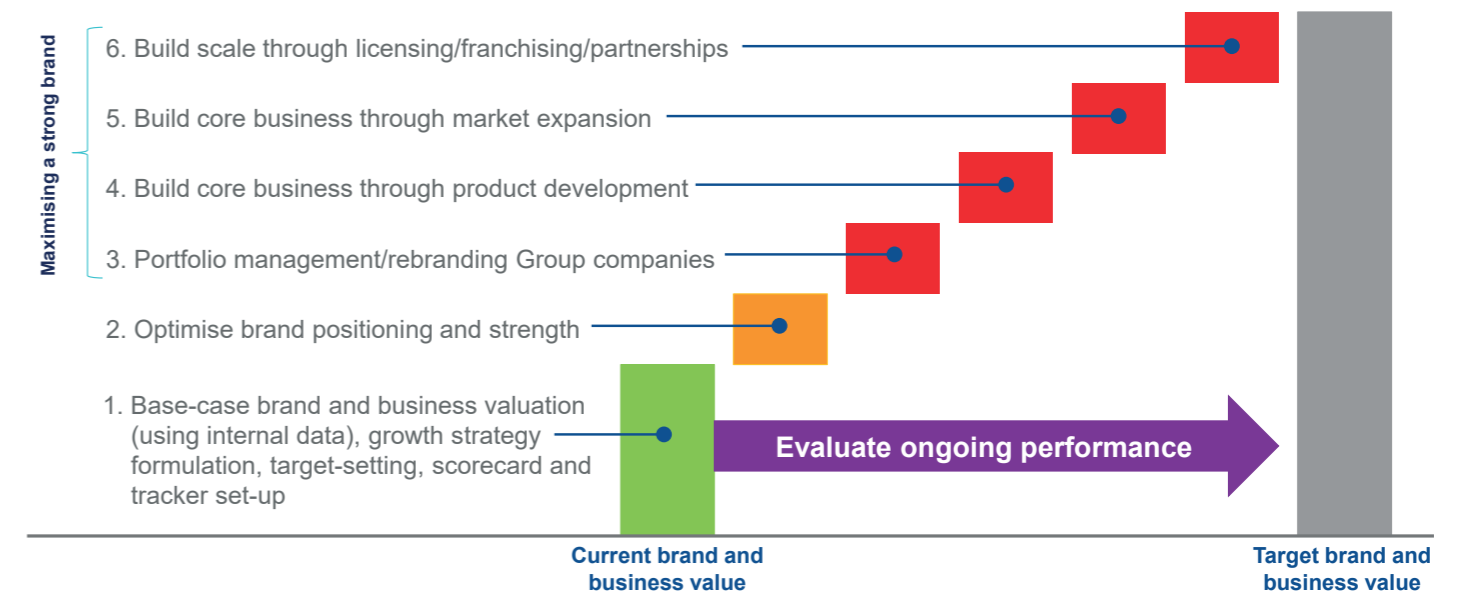 Maximising a strong brand
6. Build scale through licensing/franchising/partnerships
5. Build core business through market expansion
4. Build core business through product development
3. Portfolio management/rebranding Group companies
2. Optimise brand positioning and strength
1. Base-case brand and business valuation
(using internal data), growth strategy
formulation, target-setting, scorecard and
tracker set-up
Evaluate ongoing performance
Current brand and
business value
Target brand and
business value